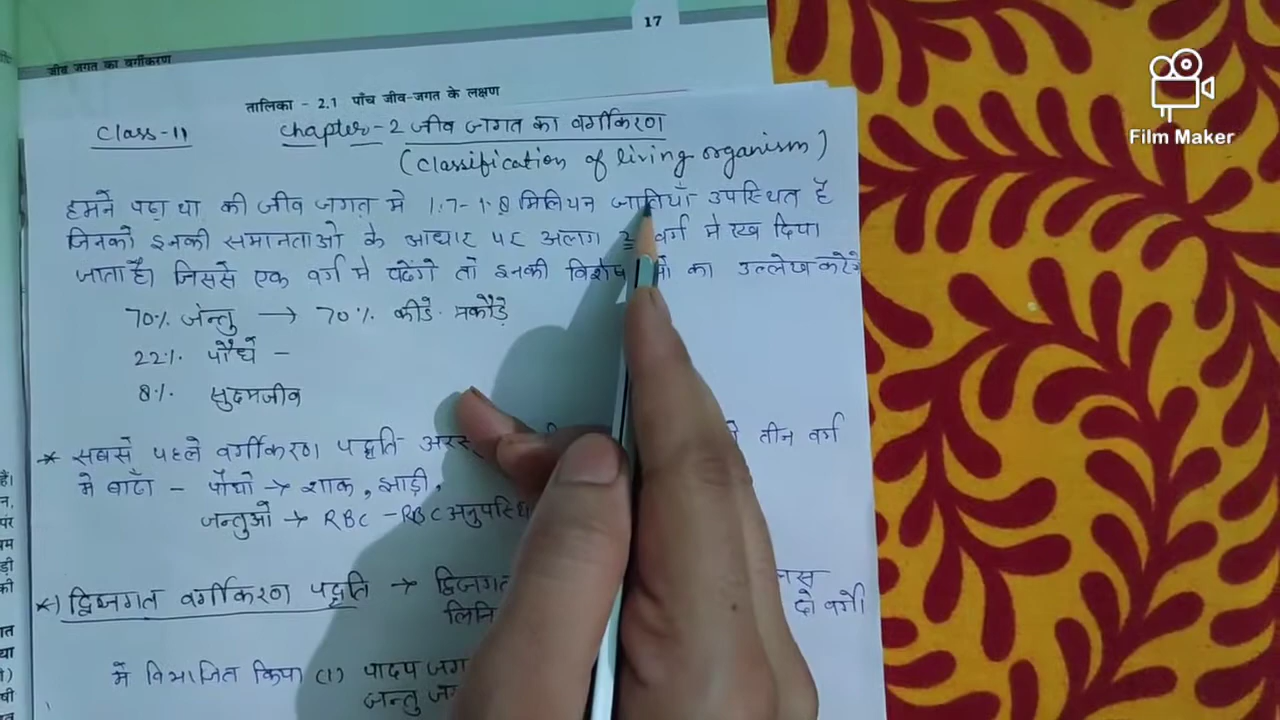 17
जीव जगत का वर्गीकरण
तालिका - 2.1 पाँच जीव-जगत के लक्षण
Class-11 Chapter-2 जीव जगत का वर्गीकरण
(Classification of living organism)
हमने पढ़ा था की जीव जगत मे 1.7-1.8 मिलियन जातियाँ उपस्थित है
जिनको इनकी समानताओ के आधार पर अलग वर्ग मे रख दिया
जाता है। जिससे एक वर्ग मे पढेंगे तो इनकी का उल्लेख करेगे
70% जन्तु → 70% कीडे मकौड़े
22% पौधे -
8% सुक्ष्मजीव
* सबसे पहले वर्गीकरण पद्धति तीन वर्ग
मे बाँटा - पौधो → शाक, झाड़ी,
जन्तुओ → RBC - RBC
*) द्विजगत वर्गीकरण पद्धति → द्विजगत
दो वर्गो
मे विभाजित किया (1) पादप
जन्तु
Film Maker